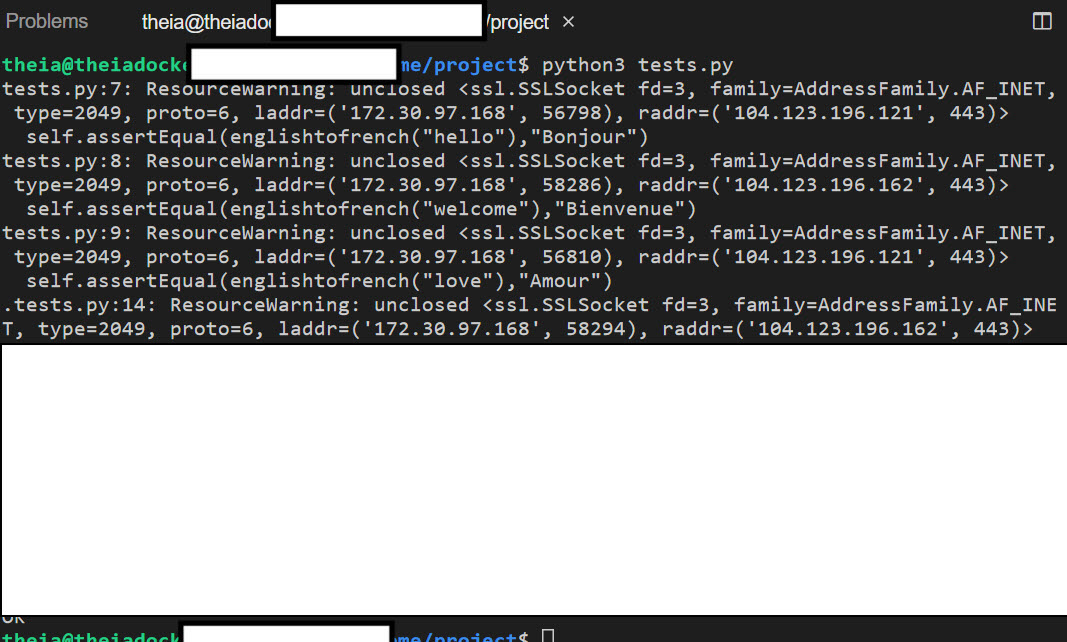 Problems theia@theiado /project ×
theia@theiadock me/project$ python3 tests.py
tests.py:7: ResourceWarning: unclosed <ssl.SSLSocket fd=3, family=AddressFamily.AF_INET,
type=2049, proto=6, laddr=('172.30.97.168', 56798), raddr=('104.123.196.121', 443)>
self.assertEqual(englishtofrench("hello"),"Bonjour")
tests.py:8: ResourceWarning: unclosed <ssl.SSLSocket fd=3, family=AddressFamily.AF_INET,
type=2049, proto=6, laddr=('172.30.97.168', 58286), raddr=('104.123.196.162', 443)>
self.assertEqual(englishtofrench("welcome"),"Bienvenue")
tests.py:9: ResourceWarning: unclosed <ssl.SSLSocket fd=3, family=AddressFamily.AF_INET,
type=2049, proto=6, laddr=('172.30.97.168', 56810), raddr=('104.123.196.121', 443)>
self.assertEqual(englishtofrench("love"),"Amour")
.tests.py:14: ResourceWarning: unclosed <ssl.SSLSocket fd=3, family=AddressFamily.AF_INE
T, type=2049, proto=6, laddr=('172.30.97.168', 58294), raddr=('104.123.196.162', 443)>
OK
theia@theiadock me/project$